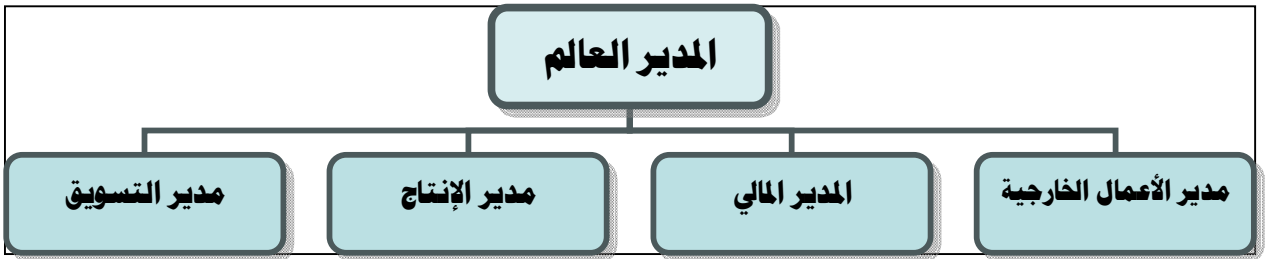 المدير العالم
مدير الأعمال الخارجية
المدير المالي
مدير الإنتاج
مدير التسويق